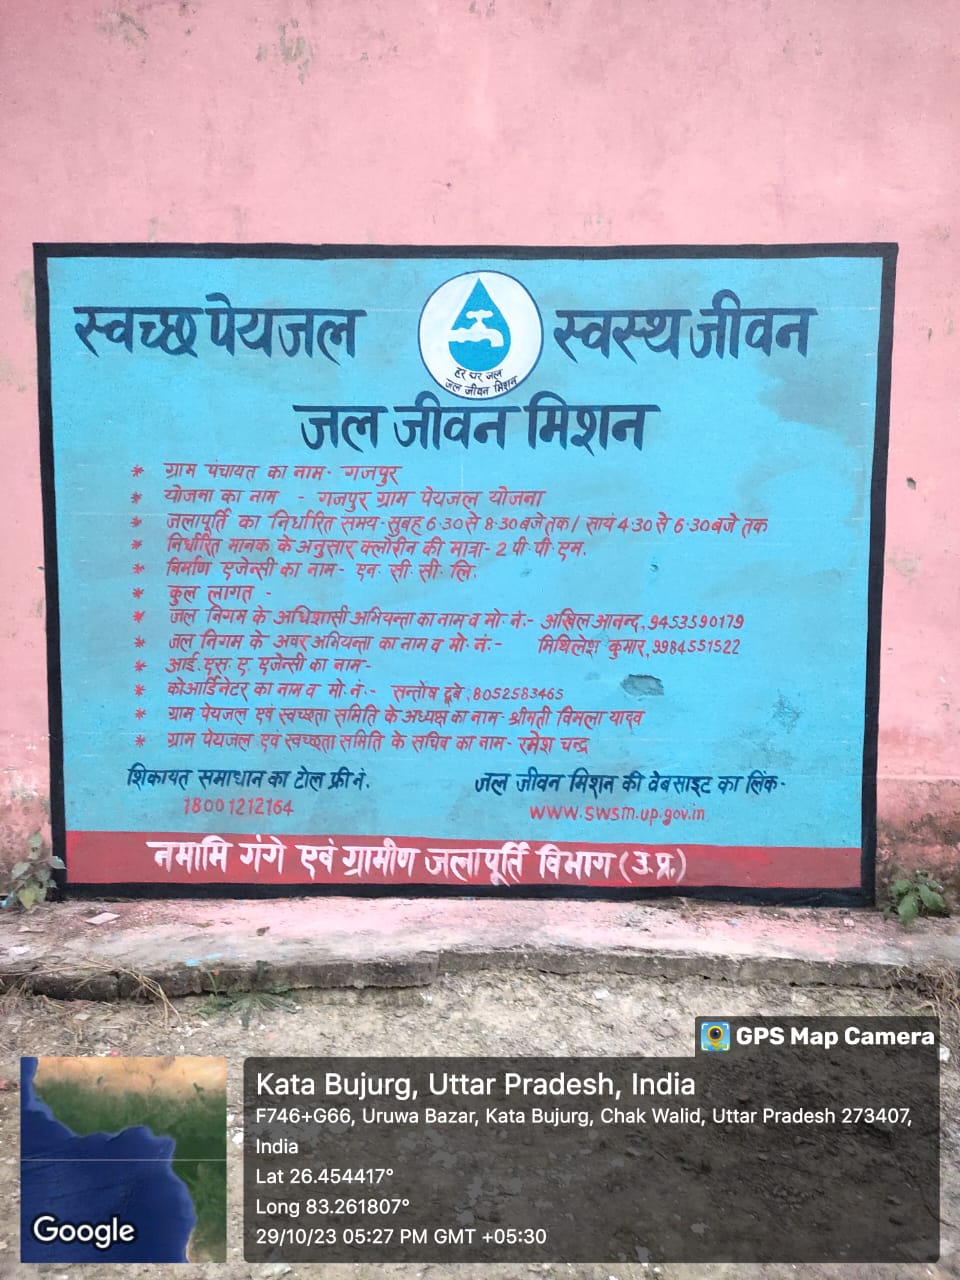 स्वच्छ पेयजल स्वस्थ जीवन
हर घर जल
जल जीवन मिशन
जल जीवन मिशन
* ग्राम पंचायत का नाम- गजपुर
* योजना का नाम - गजपुर ग्राम पेयजल योजना
* जलापूर्ति का निर्धारित समय- सुबह 6.30 से 8.30 बजे तक / सायं 4.30 से 6.30 बजे तक
* निर्धारित मानक के अनुसार क्लोरीन की मात्रा- 2 पी.पी.एम.
* निर्माण एजेन्सी का नाम- एन. सी. सी. लि.
* कुल लागत -
* जल निगम के अधिशासी अभियन्ता का नाम व मो. नं:- अखिल आनन्द, 9453590179
* जल निगम के अवर अभियन्ता का नाम व मो. नं.:- मिथिलेश कुमार, 9984551522
* आई. एस. ए. एजेन्सी का नाम-
* कोआर्डिनेटर का नाम व मो. नं:- सन्तोष दूबे, 8052583465
* ग्राम पेयजल एवं स्वच्छता समिति के अध्यक्ष का नाम- श्रीमती विमला यादव
* ग्राम पेयजल एवं स्वच्छता समिति के सचिव का नाम- रमेश चन्द्र
शिकायत समाधान का टोल फ्री नं. जल जीवन मिशन की वेबसाइट का लिंक-
18001212164 www.swsm.up.gov.in
नमामि गंगे एवं ग्रामीण जलापूर्ति विभाग (उ.प्र.)
GPS Map Camera
Kata Bujurg, Uttar Pradesh, India
F746+G66, Uruwa Bazar, Kata Bujurg, Chak Walid, Uttar Pradesh 273407,
India
Lat 26.454417°
Long 83.261807°
29/10/23 05:27 PM GMT +05:30
Google